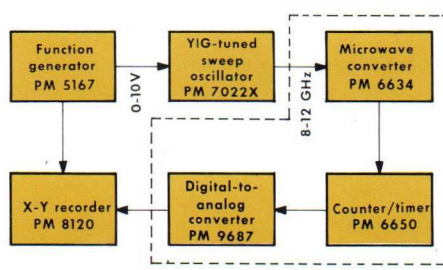 Function
generator
PM 5167
0-10V
YIG-tuned
sweep
oscillator
PM 7022X
8-12 GHz
Microwave
converter
PM 6634
X-Y recorder
PM 8120
Digital-to-
analog
converter
PM 9687
Counter/timer
PM 6650